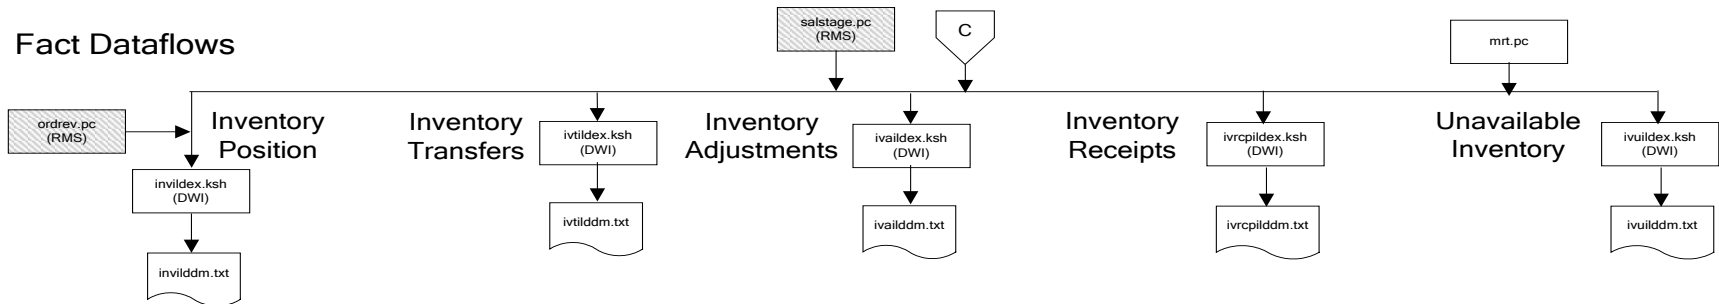 salstage.pc
(RMS)
C
Fact Dataflows
mrt.pc
ordrev.pc
(RMS)
Inventory
Position
Inventory
Transfers
ivtildex.ksh
(DWI)
Inventory
Adjustments
ivaildex.ksh
(DWI)
Inventory
Receipts
ivrcpildex.ksh
(DWI)
Unavailable
Inventory
ivuildex.ksh
(DWI)
invildex.ksh
(DWI)
ivtilddm.txt
ivailddm.txt
ivrcpilddm.txt
ivuilddm.txt
invilddm.txt